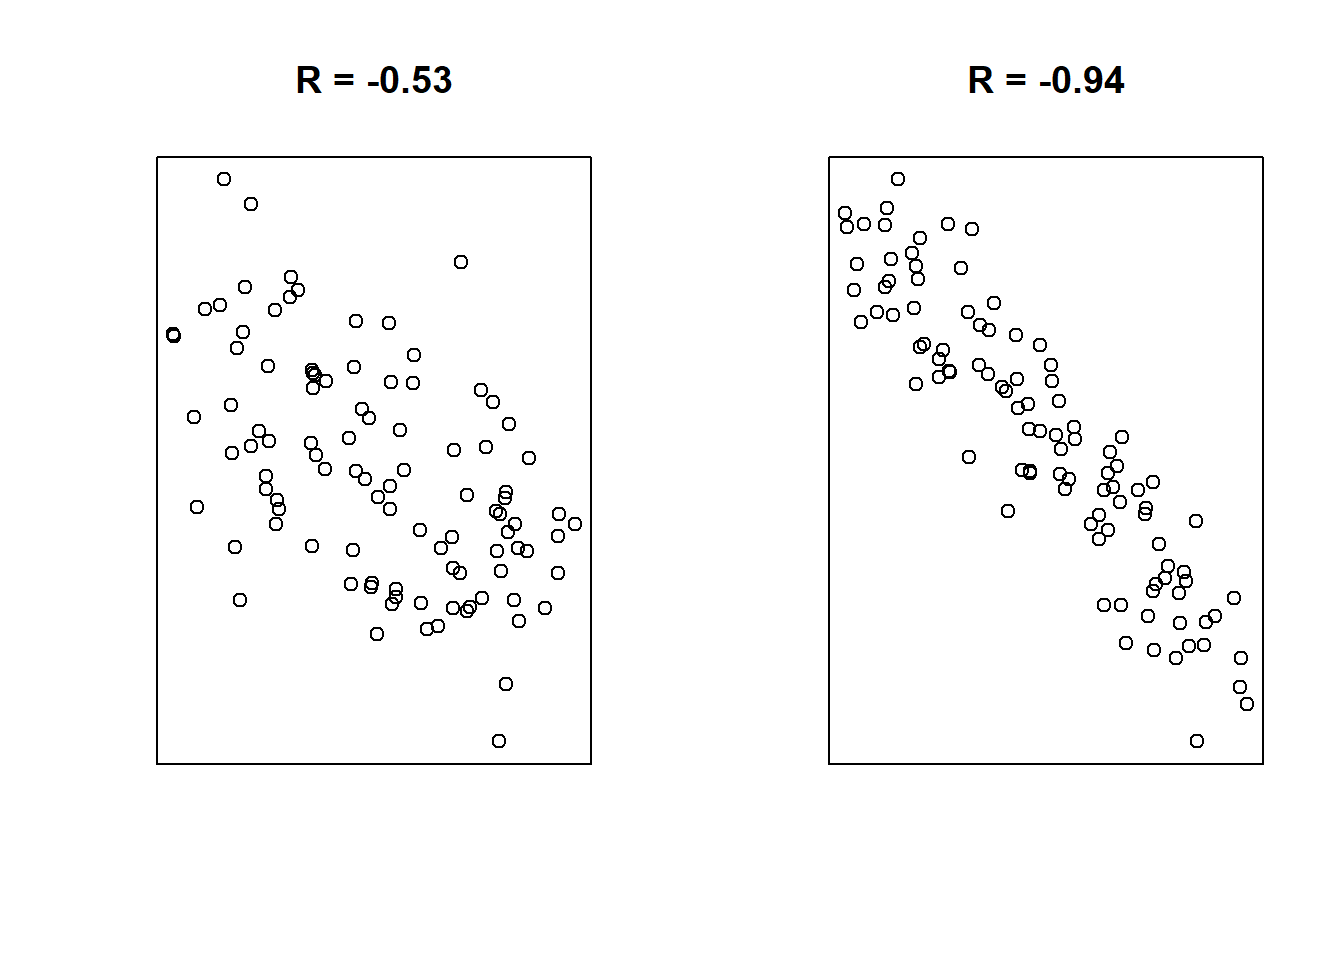 R = -0.53
R = -0.94